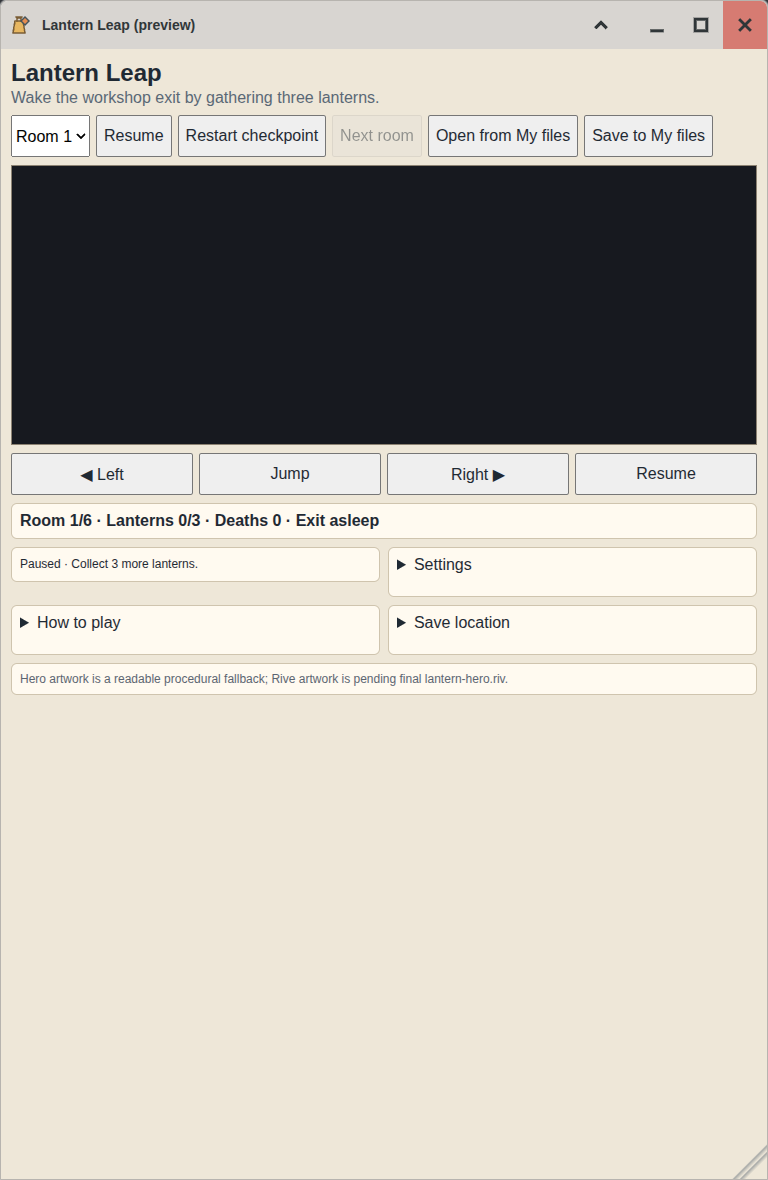 Lantern Leap (preview)
Lantern Leap
Wake the workshop exit by gathering three lanterns.
Room 1 Resume Restart checkpoint Next room Open from My files Save to My files
◀ Left Jump Right ▶ Resume
Room 1/6 · Lanterns 0/3 · Deaths 0 · Exit asleep
Paused · Collect 3 more lanterns.
▶ Settings
▶ How to play
▶ Save location
Hero artwork is a readable procedural fallback; Rive artwork is pending final lantern-hero.riv.